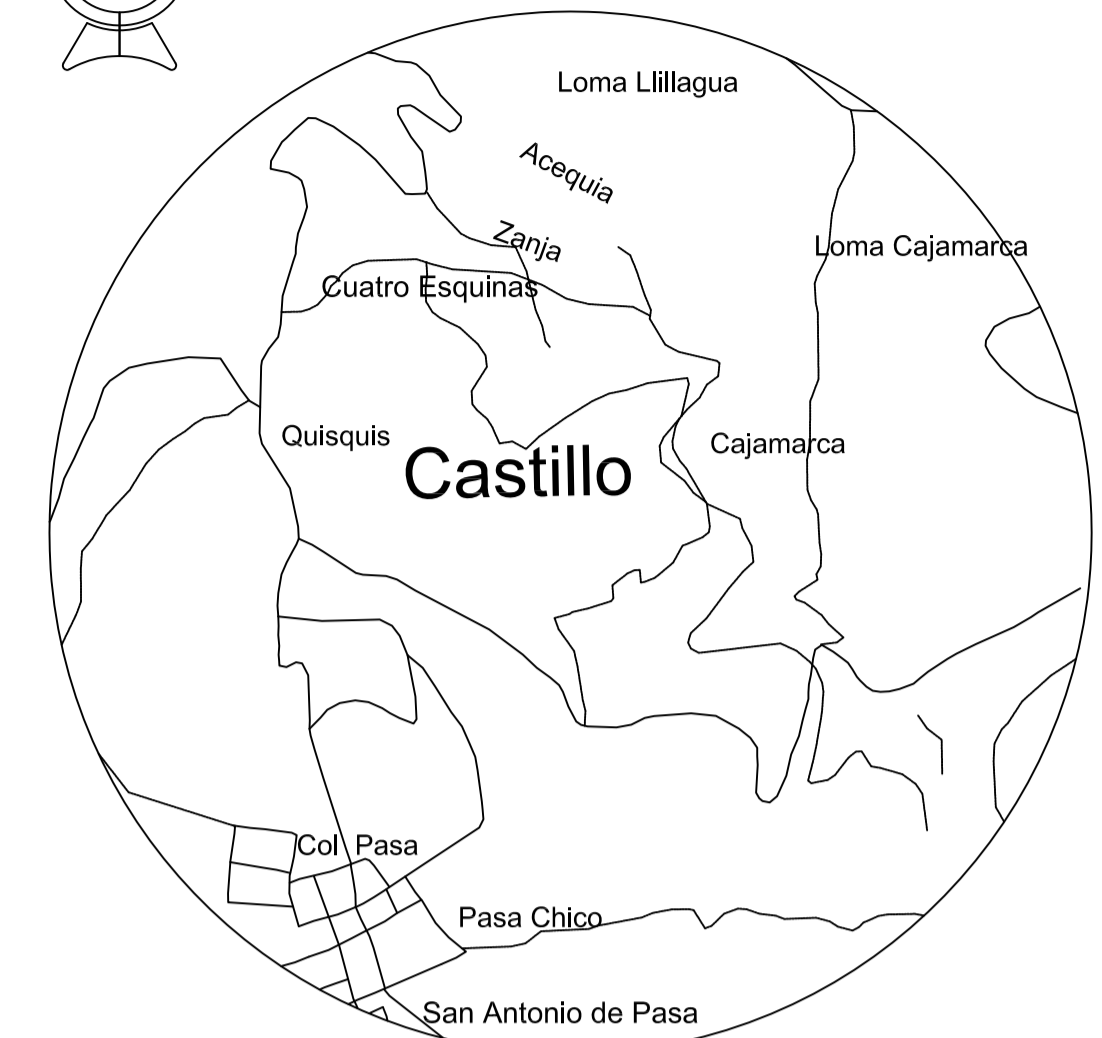 Loma Llillagua
Acequia
Zanja
Loma Cajamarca
Cuatro Esquinas
Quisquis
Cajamarca
Castillo
Col Pasa
Pasa Chico
San Antonio de Pasa